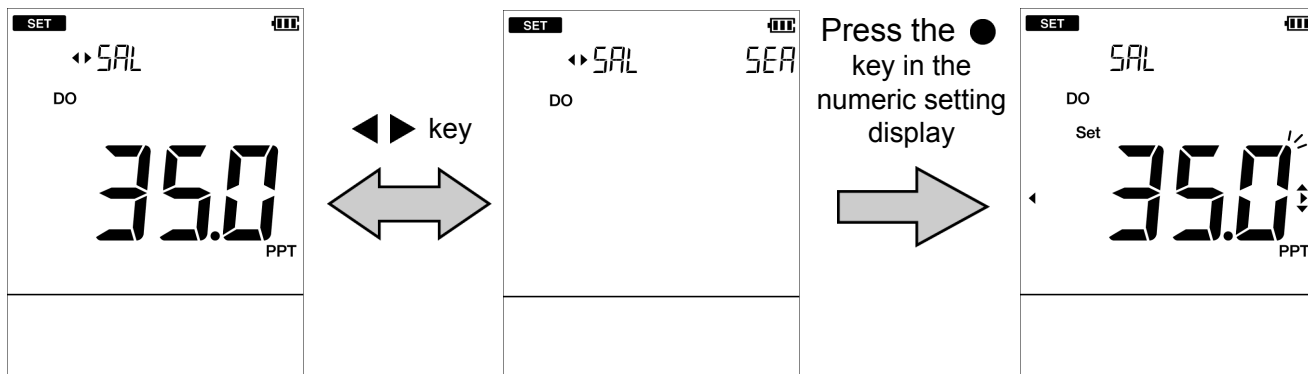 SET
SAL
DO
35.0
PPT
◀▶ key
SET
SAL SEA
DO
Press the ●
key in the
numeric setting
display
SET
SAL
DO
Set
35.0
PPT